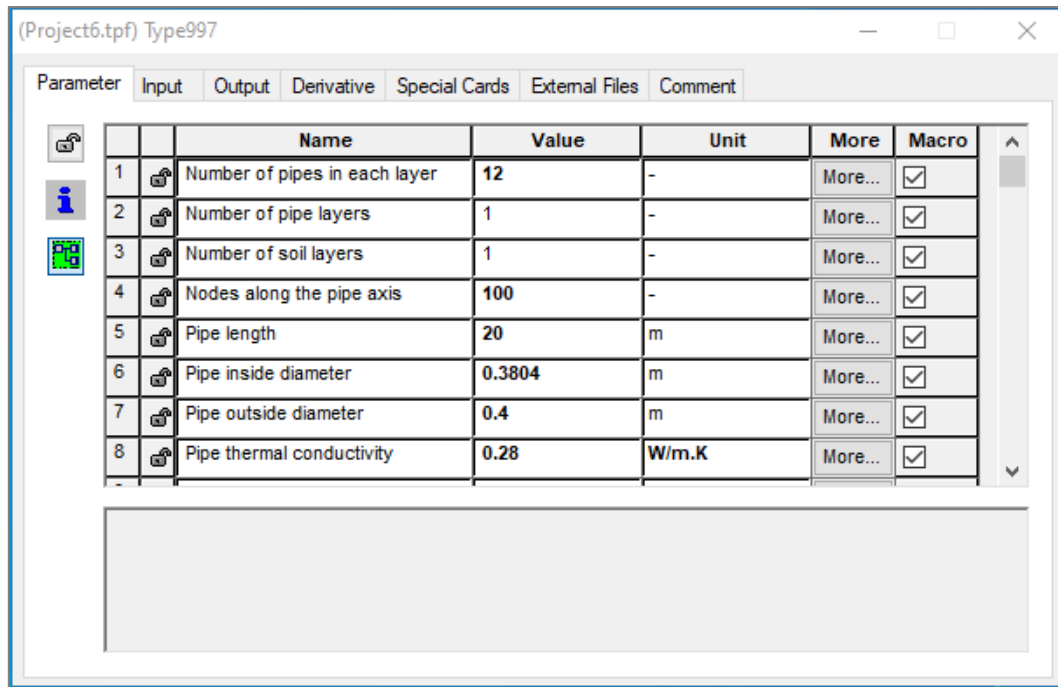 (Project6.tpf) Type997
Parameter Input Output Derivative Special Cards External Files Comment
Name Value Unit More Macro
1 Number of pipes in each layer 12 - More...
2 Number of pipe layers 1 - More...
3 Number of soil layers 1 - More...
4 Nodes along the pipe axis 100 - More...
5 Pipe length 20 m More...
6 Pipe inside diameter 0.3804 m More...
7 Pipe outside diameter 0.4 m More...
8 Pipe thermal conductivity 0.28 W/m.K More...